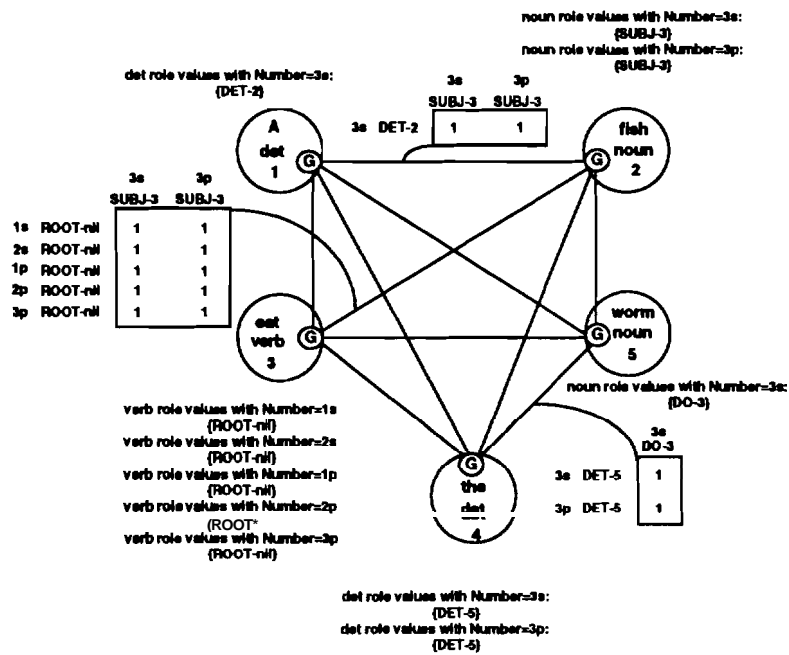 noun role values with Number=3s:
{SUBJ-3}
noun role values with Number=3p:
{SUBJ-3}
det role values with Number=3s:
{DET-2}
3s 3p
SUBJ-3 SUBJ-3
3s DET-2 1 1
A
det
1
G
fish
noun
2
G
3s 3p
SUBJ-3 SUBJ-3
1s ROOT-nil 1 1
2s ROOT-nil 1 1
1p ROOT-nil 1 1
2p ROOT-nil 1 1
3p ROOT-nil 1 1
eat
verb
3
G
worm
noun
5
G
noun role values with Number=3s:
{DO-3}
verb role values with Number=1s
{ROOT-nil}
verb role values with Number=2s
{ROOT-nil}
verb role values with Number=1p
{ROOT-nil}
verb role values with Number=2p
(ROOT*
verb role values with Number=3p
{ROOT-nil}
G
the
det
4
3s
DO-3
3s DET-5 1
3p DET-5 1
det role values with Number=3s:
{DET-5}
det role values with Number=3p:
{DET-5}